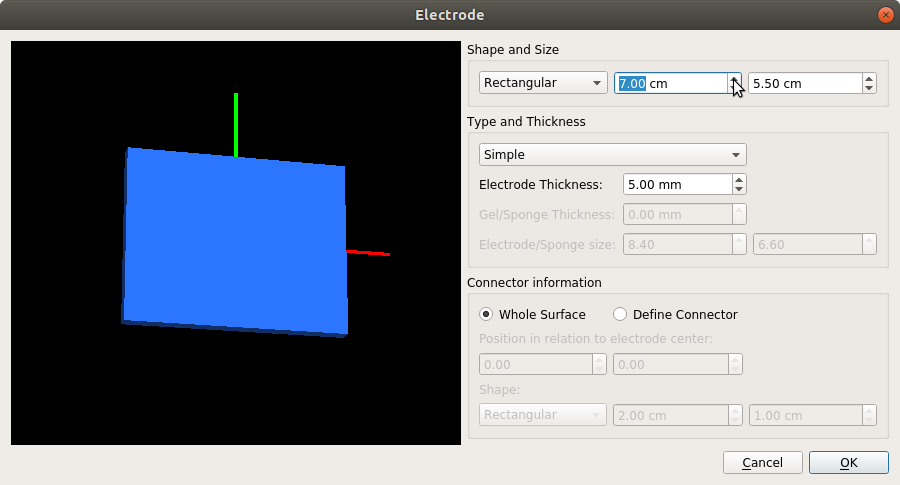 Electrode
Shape and Size
Rectangular 7.00 cm 5.50 cm
Type and Thickness
Simple
Electrode Thickness: 5.00 mm
Gel/Sponge Thickness: 0.00 mm
Electrode/Sponge size: 8.40 6.60
Connector information
Whole Surface Define Connector
Position in relation to electrode center:
0.00 0.00
Shape:
Rectangular 2.00 cm 1.00 cm
Cancel OK